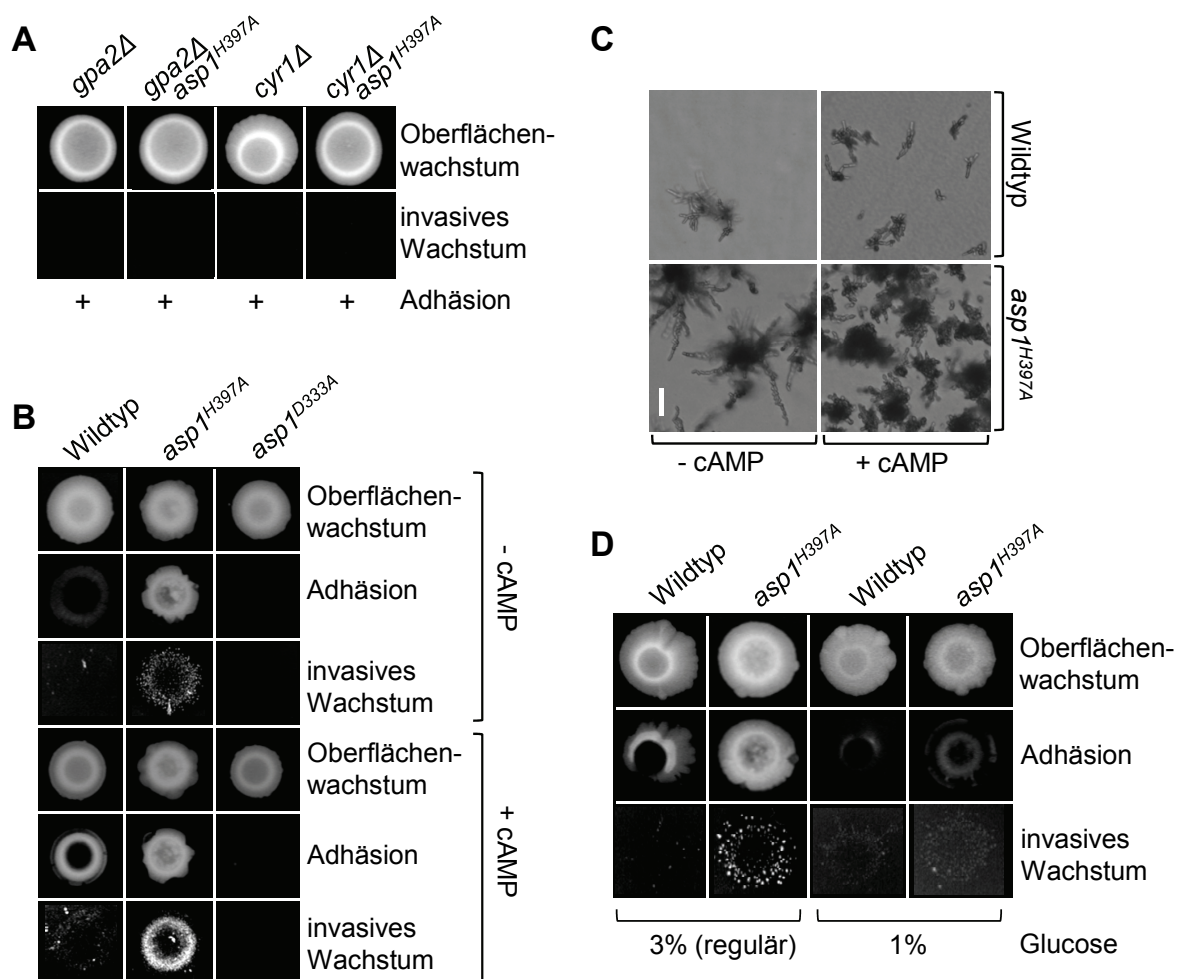 A
gpa2Δ
gpa2Δ
asp1H397A
cyr1Δ
cyr1Δ
asp1H397A
Oberflächen-
wachstum
invasives
Wachstum
+ + + + Adhäsion
B
Wildtyp
asp1H397A
asp1D333A
Oberflächen-
wachstum
Adhäsion
invasives
Wachstum
- cAMP
Oberflächen-
wachstum
Adhäsion
invasives
Wachstum
+ cAMP
C
Wildtyp
asp1H397A
- cAMP
+ cAMP
D
Wildtyp
asp1H397A
Wildtyp
asp1H397A
Oberflächen-
wachstum
Adhäsion
invasives
Wachstum
3% (regulär) 1% Glucose